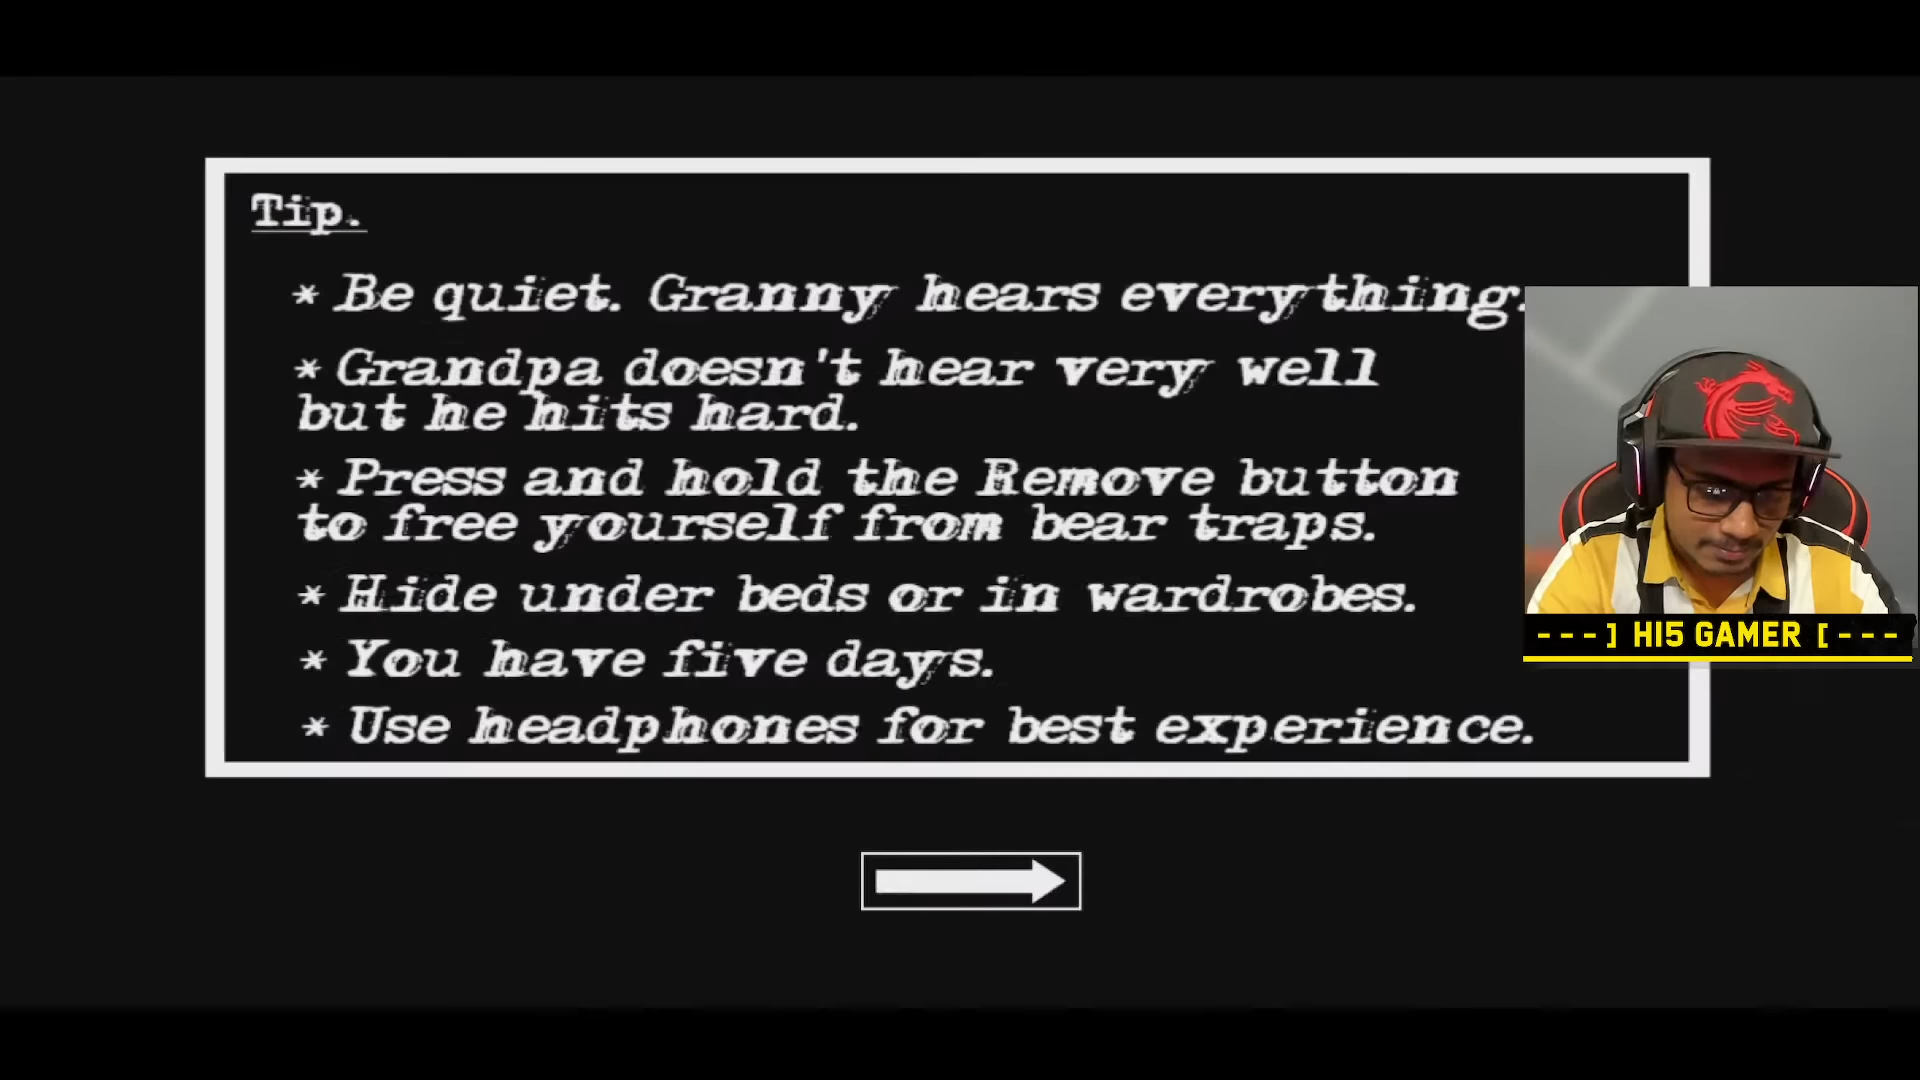 Tip.
* Be quiet. Granny hears everything.
* Grandpa doesn't hear very well
but he hits hard.
* Press and hold the Remove button
to free yourself from bear traps.
* Hide under beds or in wardrobes.
* You have five days.
* Use headphones for best experience.
---] HI5 GAMER [---